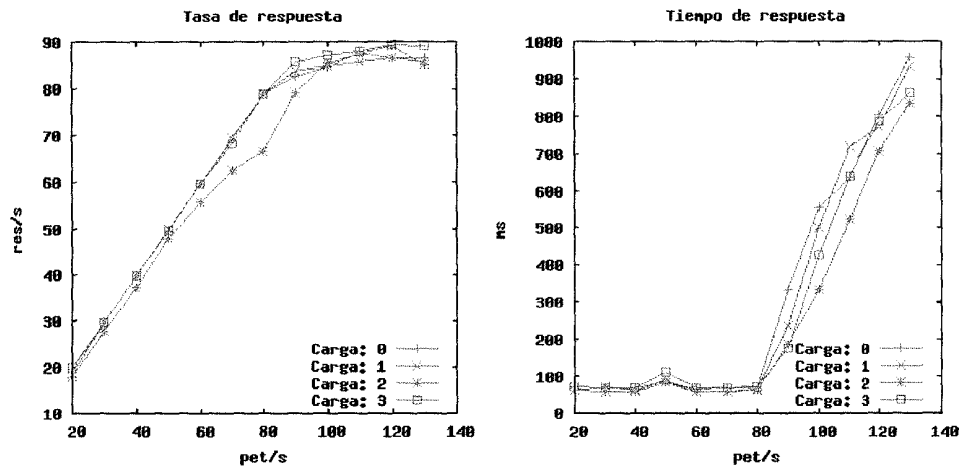 Tasa de respuesta
90
80
70
60
50
40
30
20
10
res/s
Carga: 0
Carga: 1
Carga: 2
Carga: 3
20 40 60 80 100 120 140
pet/s
Tiempo de respuesta
1000
900
800
700
600
500
400
300
200
100
0
ms
Carga: 0
Carga: 1
Carga: 2
Carga: 3
20 40 60 80 100 120 140
pet/s